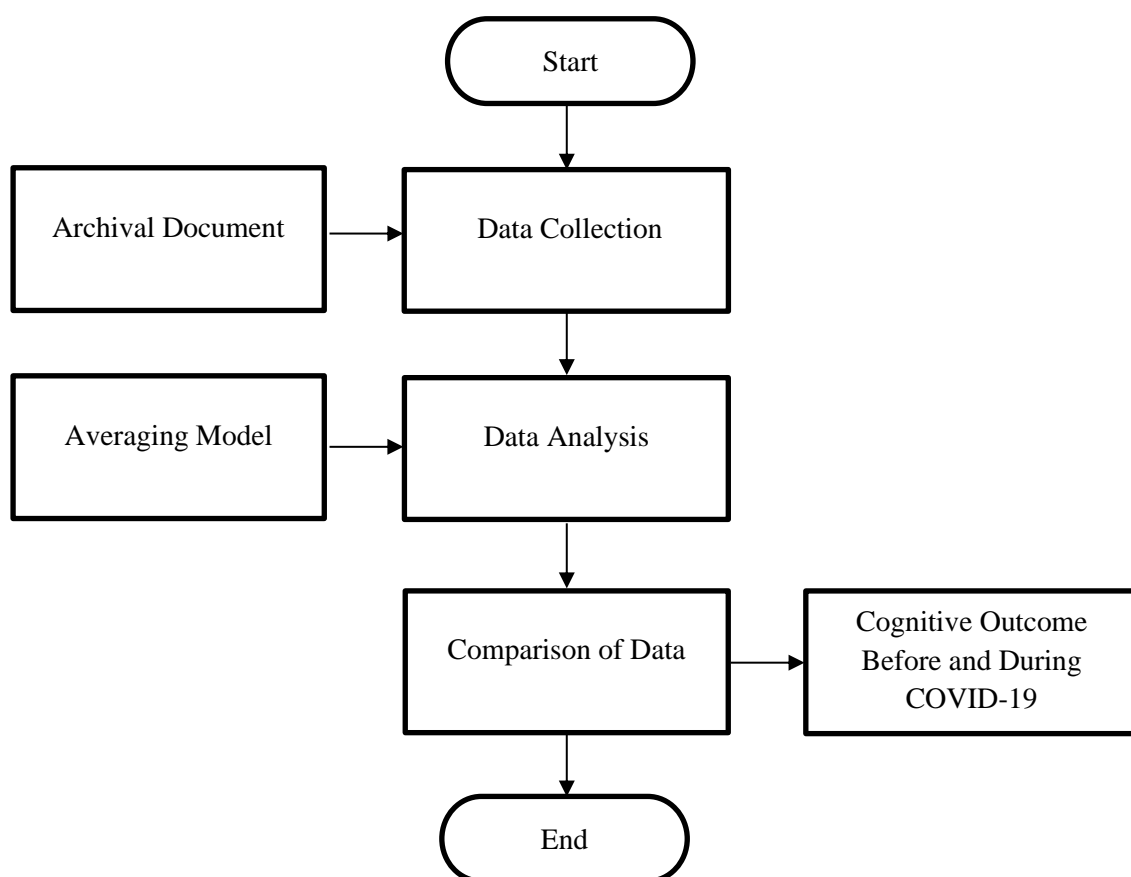 Start
Archival Document
Data Collection
Averaging Model
Data Analysis
Comparison of Data
Cognitive Outcome
Before and During
COVID-19
End